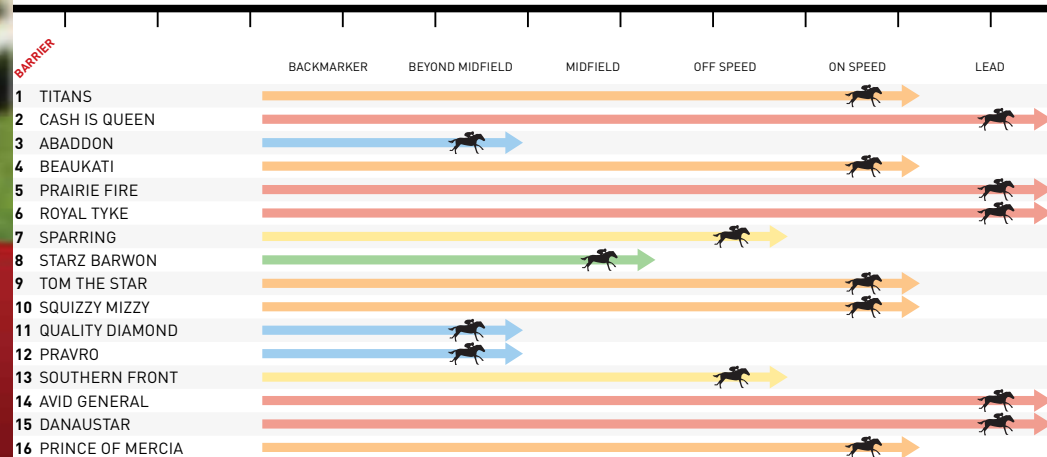 BARRIER
BACKMARKER BEYOND MIDFIELD MIDFIELD OFF SPEED ON SPEED LEAD
1 TITANS
2 CASH IS QUEEN
3 ABADDON
4 BEAUKATI
5 PRAIRIE FIRE
6 ROYAL TYKE
7 SPARRING
8 STARZ BARWON
9 TOM THE STAR
10 SQUIZZY MIZZY
11 QUALITY DIAMOND
12 PRAVRO
13 SOUTHERN FRONT
14 AVID GENERAL
15 DANAUSTAR
16 PRINCE OF MERCIA